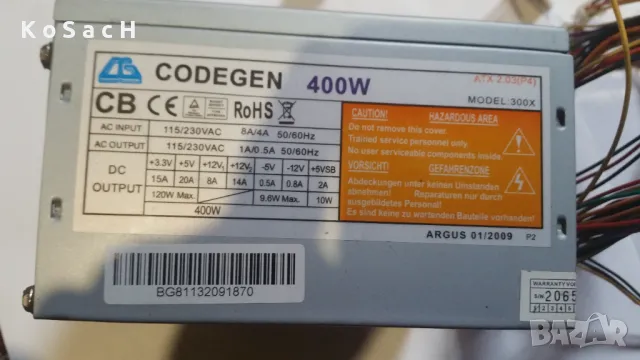 KoSacH
CODEGEN 400W
ATX 2.03(P4)
MODEL 300X
CB CE RoHS
AC INPUT 115/230VAC 8A/4A 50/60Hz
AC OUTPUT 115/230VAC 1A/0.5A 50/60Hz
DC OUTPUT
+3.3V +5V +12V1 +12V2 -5V -12V +5VSB
15A 20A 8A 14A 0.5A 0.8A 2A
120W Max. 9.6W Max. 10W
400W
CAUTION! HAZARDOUS AREA
Do not remove this cover.
Trained service personnel only.
No user serviceable components inside.
VORSICHT! GEFAHRENZONE
Abdeckungen unter keinen Umständen
abnehmen! Reparaturen nur durch
ausgebildetes Personal!
Es sind keine zu wartenden Bauteile vorhanden!
ARGUS 01/2009 P2
BG81132091870
S/N 2065
bazar.bg